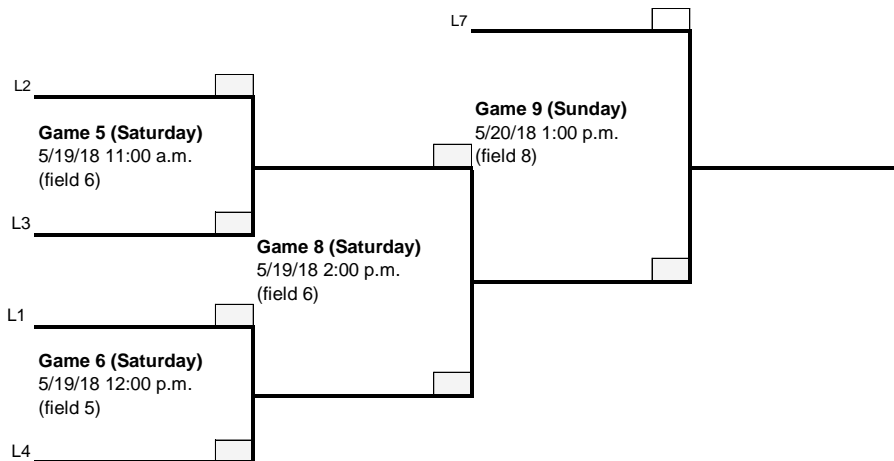 L7
L2
Game 9 (Sunday)
5/20/18 1:00 p.m.
(field 8)
Game 5 (Saturday)
5/19/18 11:00 a.m.
(field 6)
L3
Game 8 (Saturday)
5/19/18 2:00 p.m.
(field 6)
L1
Game 6 (Saturday)
5/19/18 12:00 p.m.
(field 5)
L4